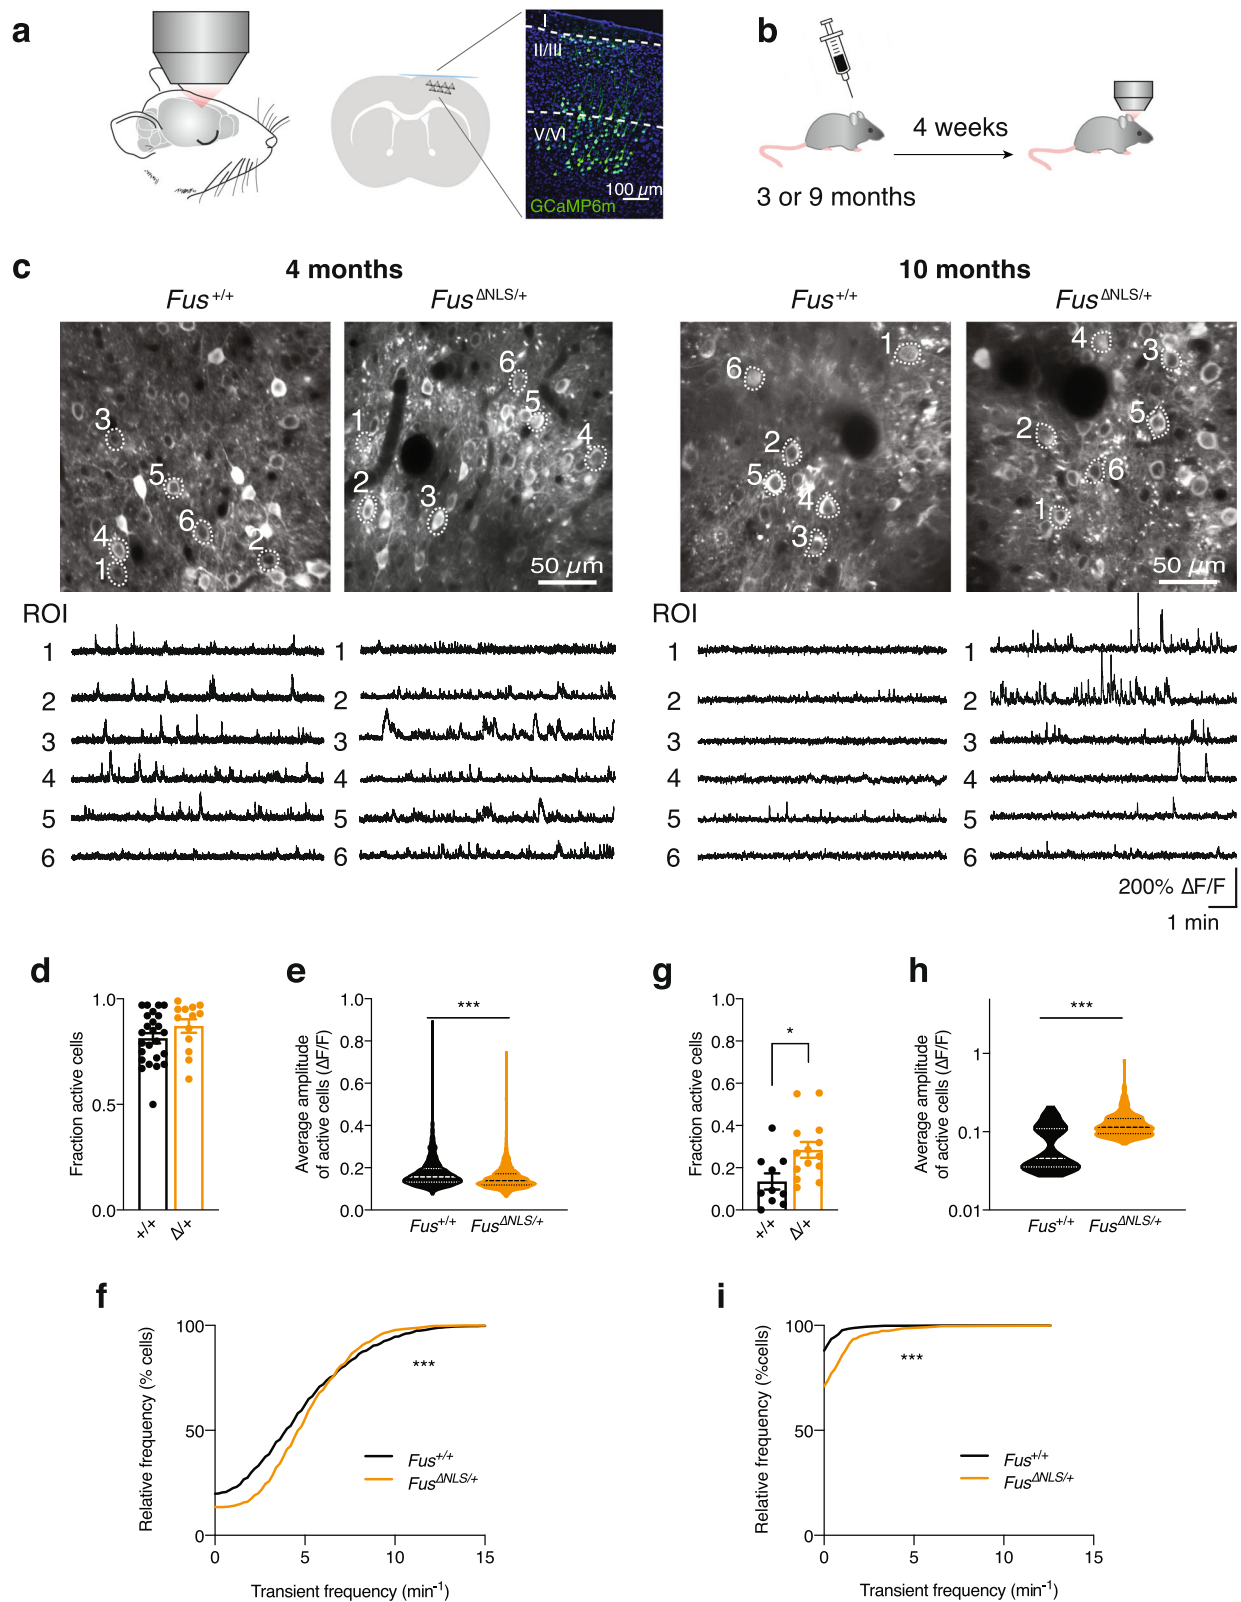 a
I
II/III
V/VI
100 µm
GCaMP6m
b
4 weeks
3 or 9 months
c
4 months
10 months
Fus+/+
FusΔNLS/+
Fus+/+
FusΔNLS/+
3
5
4
6
2
1
6
5
1
4
2
3
50 µm
1
6
2
5
4
3
4
3
5
2
6
1
50 µm
ROI
1
2
3
4
5
6
1
2
3
4
5
6
ROI
1
2
3
4
5
6
1
2
3
4
5
6
200% ΔF/F
1 min
d
Fraction active cells
1.0
0.5
0.0
+/+
Δ/+
e
Average amplitude
of active cells (ΔF/F)
1.0
0.8
0.6
0.4
0.2
0.0
***
Fus+/+
FusΔNLS/+
g
Fraction active cells
1.0
0.8
0.6
0.4
0.2
0.0
*
+/+
Δ/+
h
Average amplitude
of active cells (ΔF/F)
1
0.1
0.01
***
Fus+/+
FusΔNLS/+
f
Relative frequency (% cells)
100
50
0
***
Fus+/+
FusΔNLS/+
0
5
10
15
Transient frequency (min-1)
i
Relative frequency (%cells)
100
50
0
***
Fus+/+
FusΔNLS/+
0
5
10
15
Transient frequency (min-1)